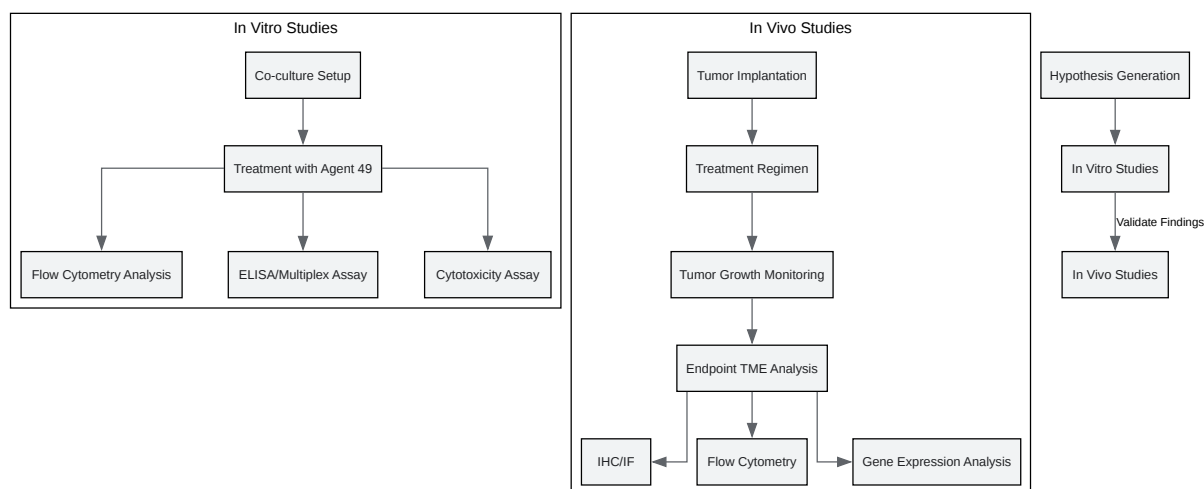 In Vitro Studies
Co-culture Setup
Treatment with Agent 49
Flow Cytometry Analysis
ELISA/Multiplex Assay
Cytotoxicity Assay
In Vivo Studies
Tumor Implantation
Treatment Regimen
Tumor Growth Monitoring
Endpoint TME Analysis
IHC/IF
Flow Cytometry
Gene Expression Analysis
Hypothesis Generation
In Vitro Studies
Validate Findings
In Vivo Studies